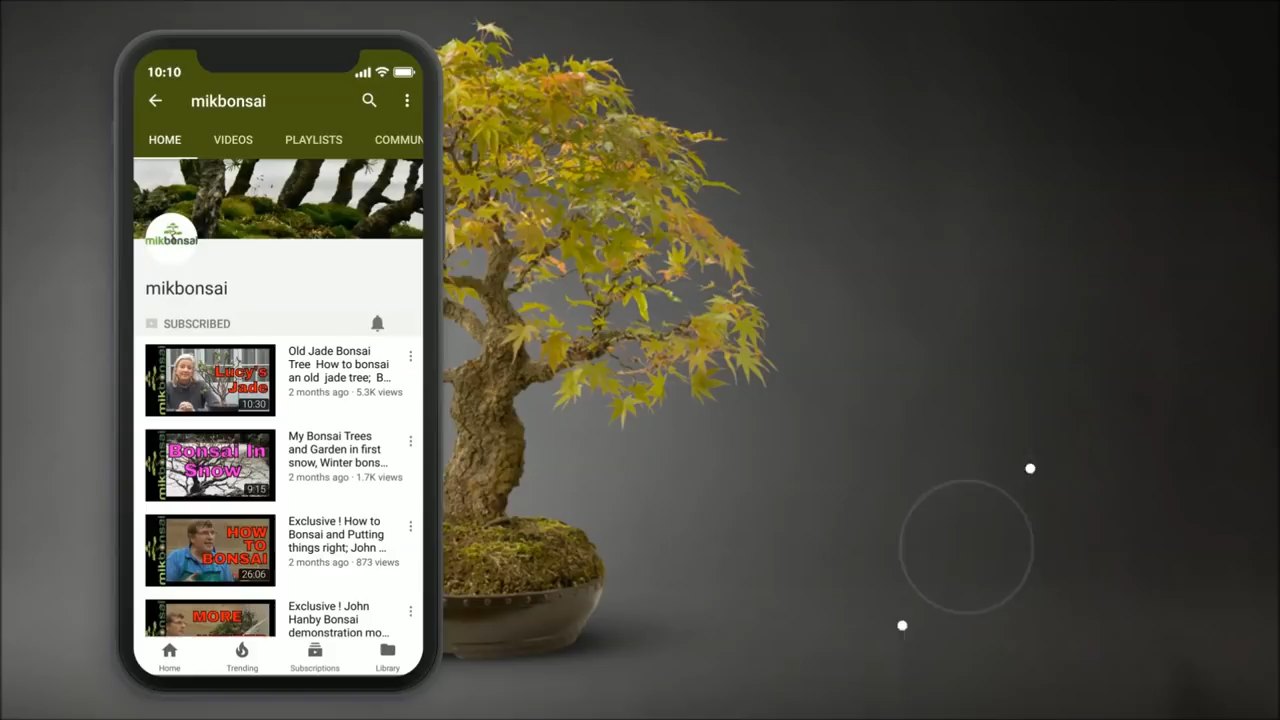 10:10
mikbonsai
HOME VIDEOS PLAYLISTS COMMUN
mikbonsai
mikbonsai
SUBSCRIBED
mikbonsai
Lucy's
Jade
10:30
Old Jade Bonsai
Tree How to bonsai
an old jade tree; B...
2 months ago · 5.3K views
mikbonsai
Bonsai In
Snow
9:15
My Bonsai Trees
and Garden in first
snow, Winter bons...
2 months ago · 1.7K views
mikbonsai
HOW
TO
BONSAI
26:06
Exclusive ! How to
Bonsai and Putting
things right; John ...
2 months ago · 873 views
MORE
Exclusive ! John
Hanby Bonsai
demonstration mo...
Home Trending Subscriptions Library